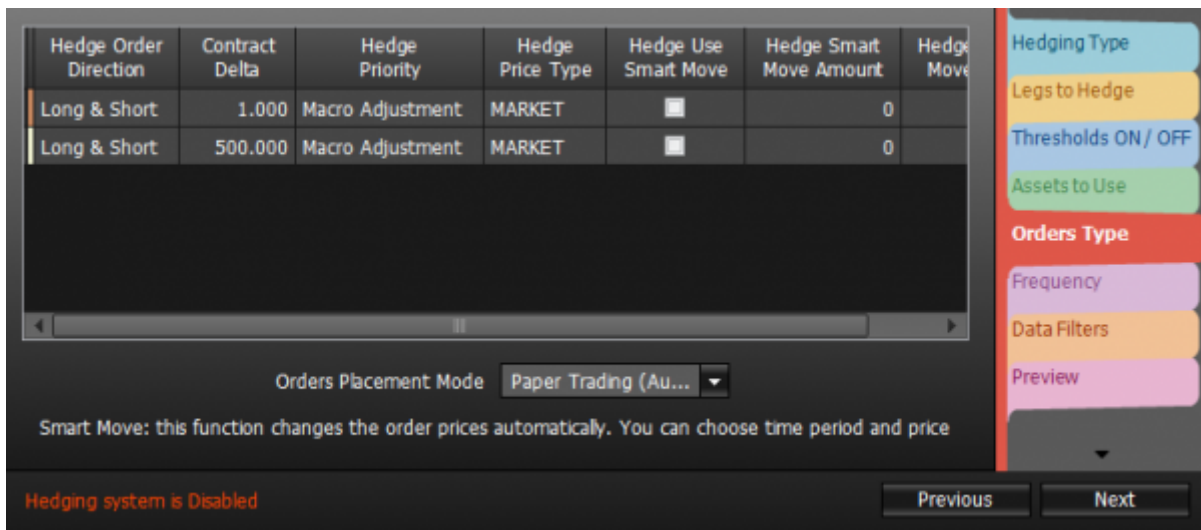 Hedge Order Direction Contract Delta Hedge Priority Hedge Price Type Hedge Use Smart Move Hedge Smart Move Amount Hedge Move
Long & Short 1.000 Macro Adjustment MARKET 0
Long & Short 500.000 Macro Adjustment MARKET 0
Orders Placement Mode Paper Trading (Au...
Smart Move: this function changes the order prices automatically. You can choose time period and price
Hedging system is Disabled
Previous Next
Hedging Type
Legs to Hedge
Thresholds ON / OFF
Assets to Use
Orders Type
Frequency
Data Filters
Preview